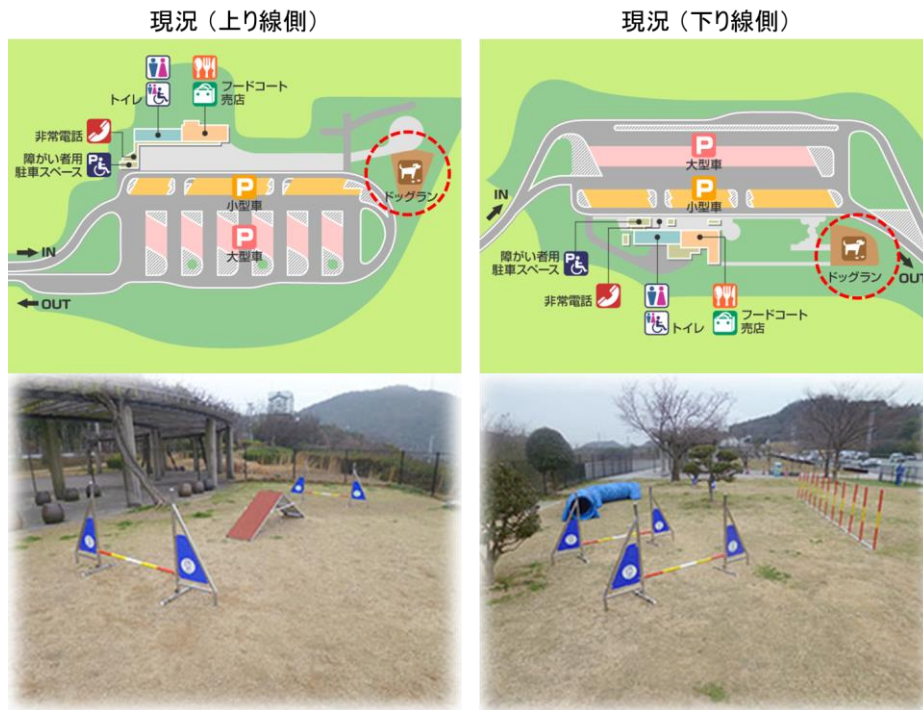 現況（上り線側）
トイレ
フードコート
売店
非常電話
障がい者用
駐車スペース
P
P
小型車
P
大型車
ドッグラン
IN
OUT
現況（下り線側）
P
大型車
P
小型車
IN
障がい者用
駐車スペース
P
非常電話
トイレ
フードコート
売店
ドッグラン
OUT